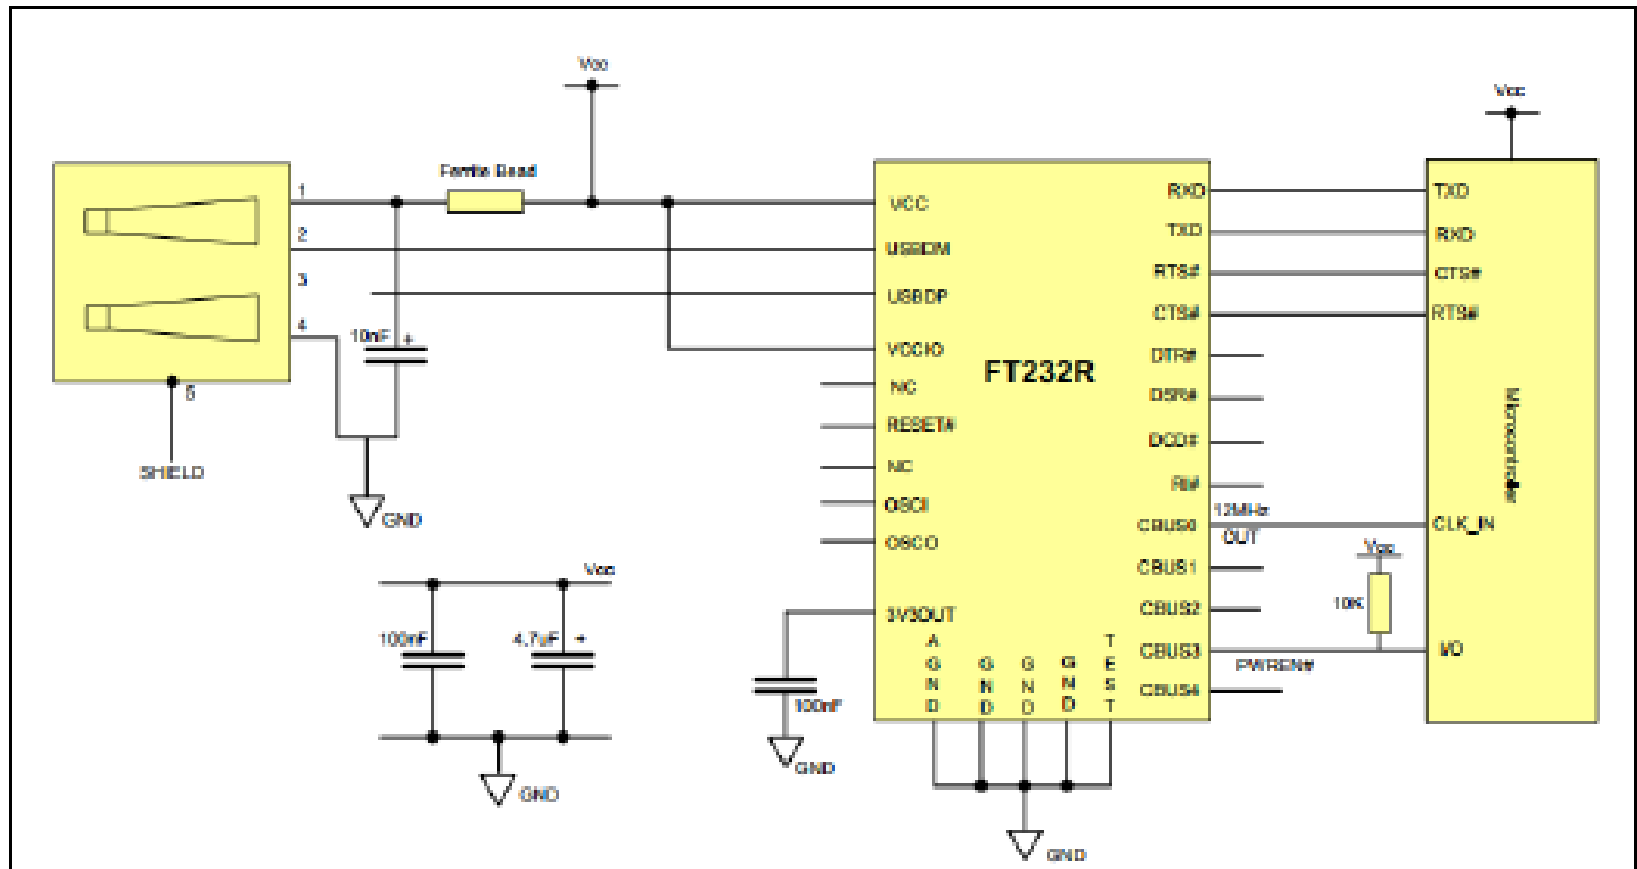 Vcc
Vcc
Ferrite Bead
1
2
3
4
5
SHIELD
10nF +
GND
Vcc
100nF
4.7uF +
GND
VCC
USBDM
USBDP
VCCIO
NC
RESET#
NC
OSCI
OSCO
3V3OUT
100nF
GND
FT232R
AGND
GND
GND
GND
TEST
GND
RXD
TXD
RTS#
CTS#
DTR#
DSR#
DCD#
RI#
CBUS0
CBUS1
CBUS2
CBUS3
CBUS4
12MHz
OUT
Vcc
10K
PWREN#
TXD
RXD
CTS#
RTS#
Microcontroller
CLK_IN
I/O